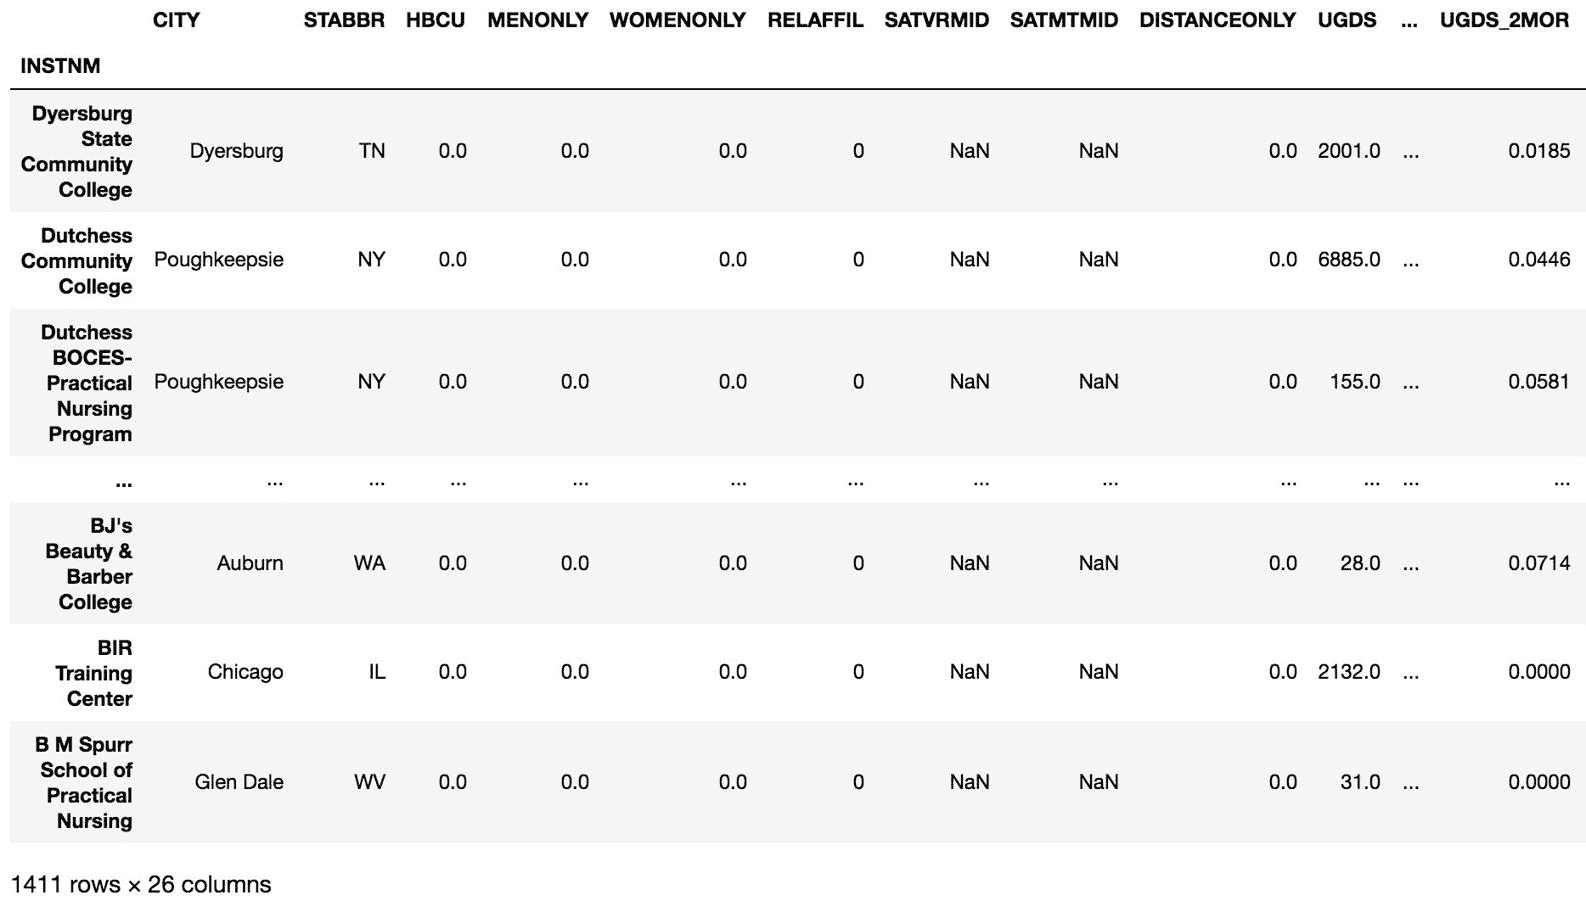 CITY STABBR HBCU MENONLY WOMENONLY RELAFFIL SATVRMID SATMTMID DISTANCEONLY UGDS ... UGDS_2MOR
INSTNM
Dyersburg
State
Community
College
Dyersburg TN 0.0 0.0 0.0 0 NaN NaN 0.0 2001.0 ... 0.0185
Dutchess
Community
College
Poughkeepsie NY 0.0 0.0 0.0 0 NaN NaN 0.0 6885.0 ... 0.0446
Dutchess
BOCES-
Practical
Nursing
Program
Poughkeepsie NY 0.0 0.0 0.0 0 NaN NaN 0.0 155.0 ... 0.0581
... ... ... ... ... ... ... ... ... ... ... ... ...
BJ's
Beauty &
Barber
College
Auburn WA 0.0 0.0 0.0 0 NaN NaN 0.0 28.0 ... 0.0714
BIR
Training
Center
Chicago IL 0.0 0.0 0.0 0 NaN NaN 0.0 2132.0 ... 0.0000
B M Spurr
School of
Practical
Nursing
Glen Dale WV 0.0 0.0 0.0 0 NaN NaN 0.0 31.0 ... 0.0000
1411 rows × 26 columns